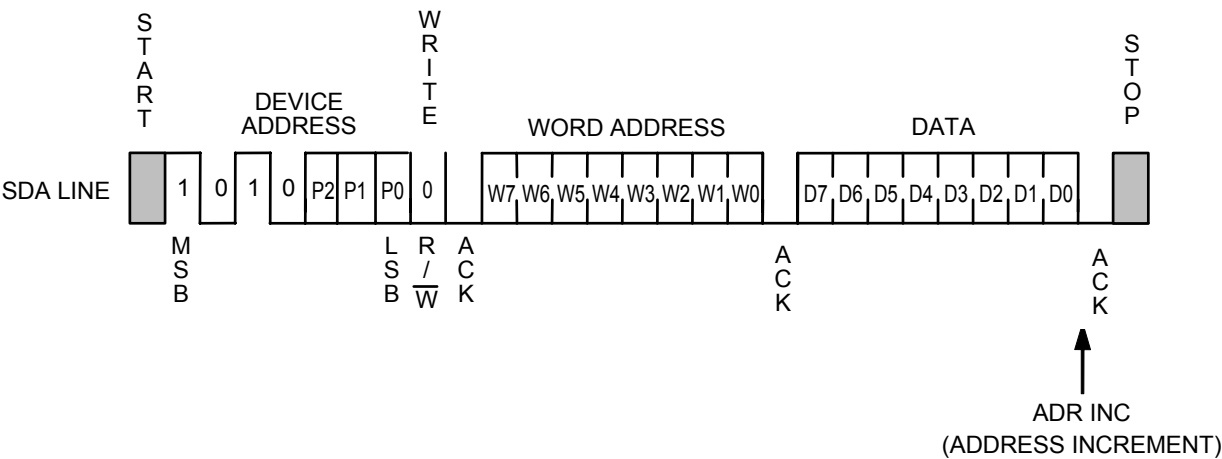 START
WRITE
STOP
DEVICE
ADDRESS
WORD ADDRESS
DATA
SDA LINE
1 0 1 0 P2 P1 P0 0 W7 W6 W5 W4 W3 W2 W1 W0 D7 D6 D5 D4 D3 D2 D1 D0
MSB
LSB
R/W
ACK
ACK
ACK
ADR INC
(ADDRESS INCREMENT)